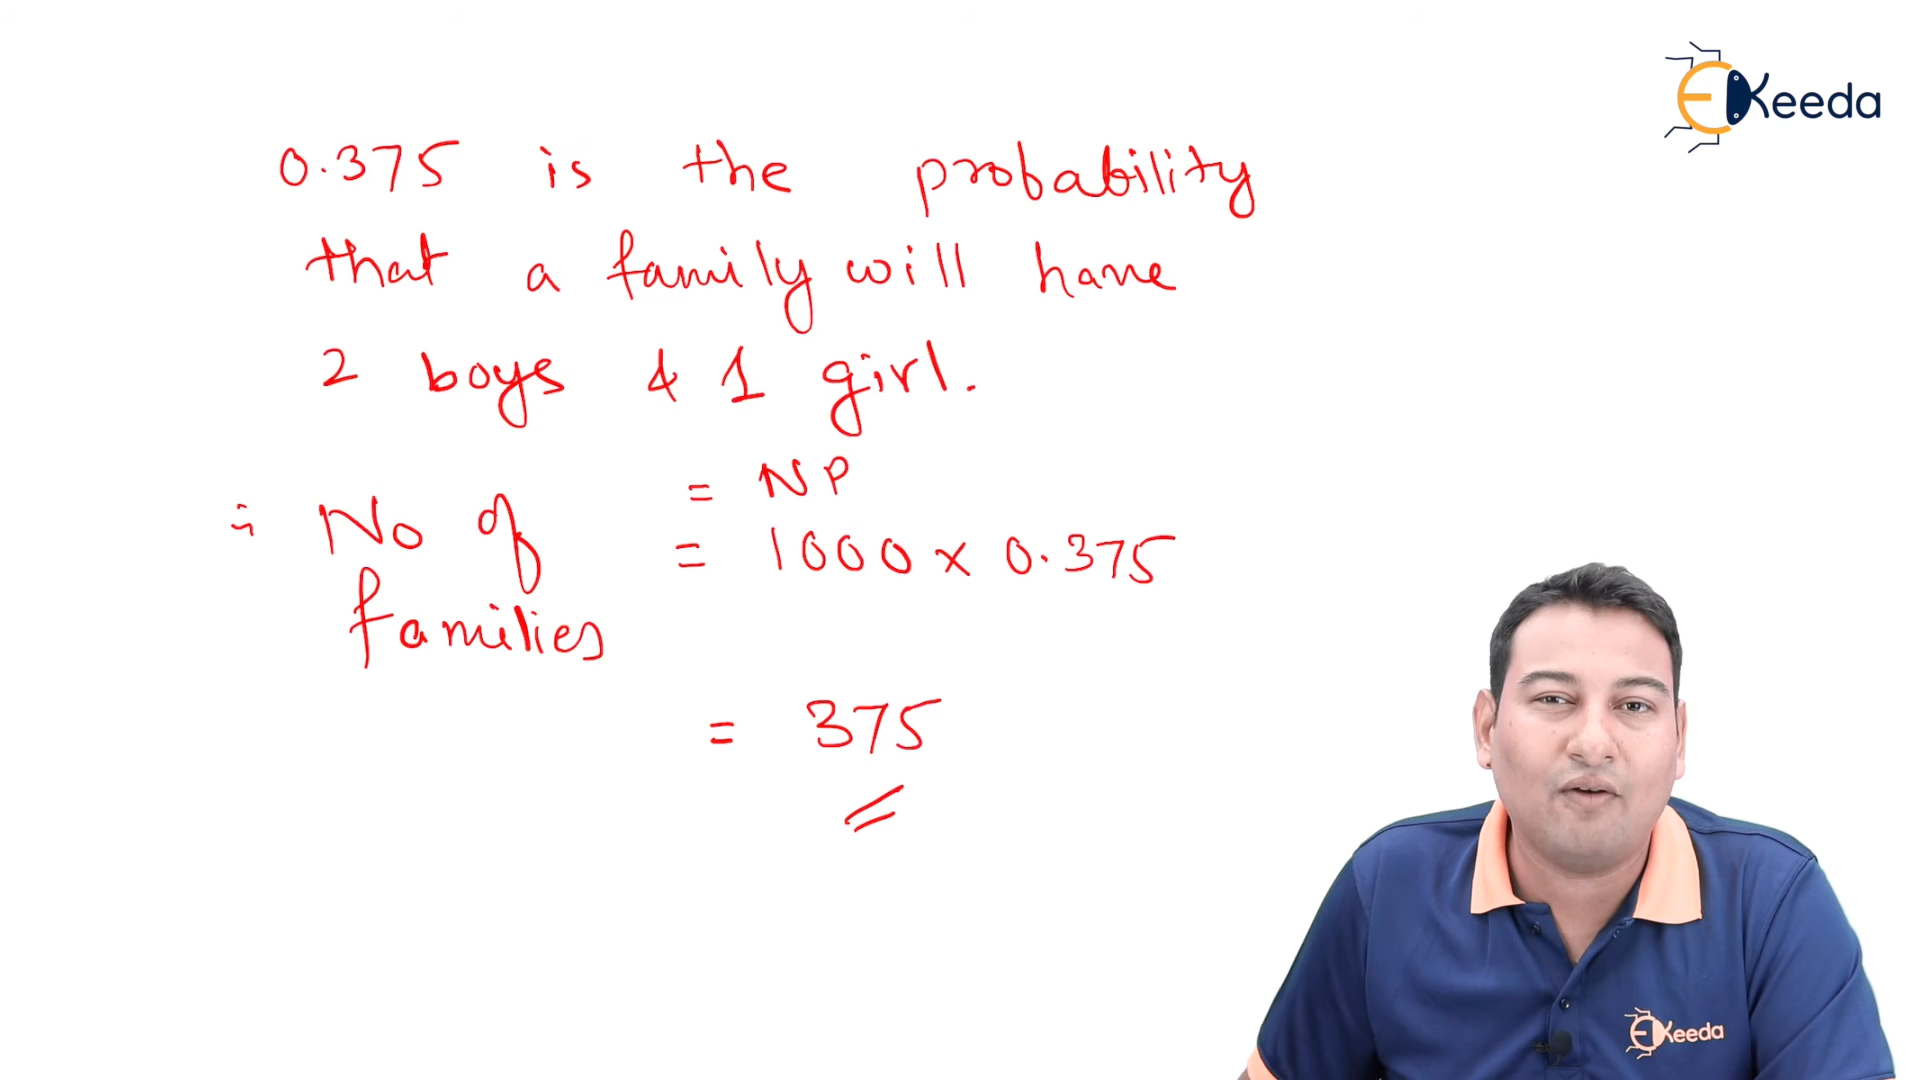 EKeeda
0.375 is the probability
that a family will have
2 boys & 1 girl.
= NP
∴ No of
families
= 1000 x 0.375
= 375
EKeeda